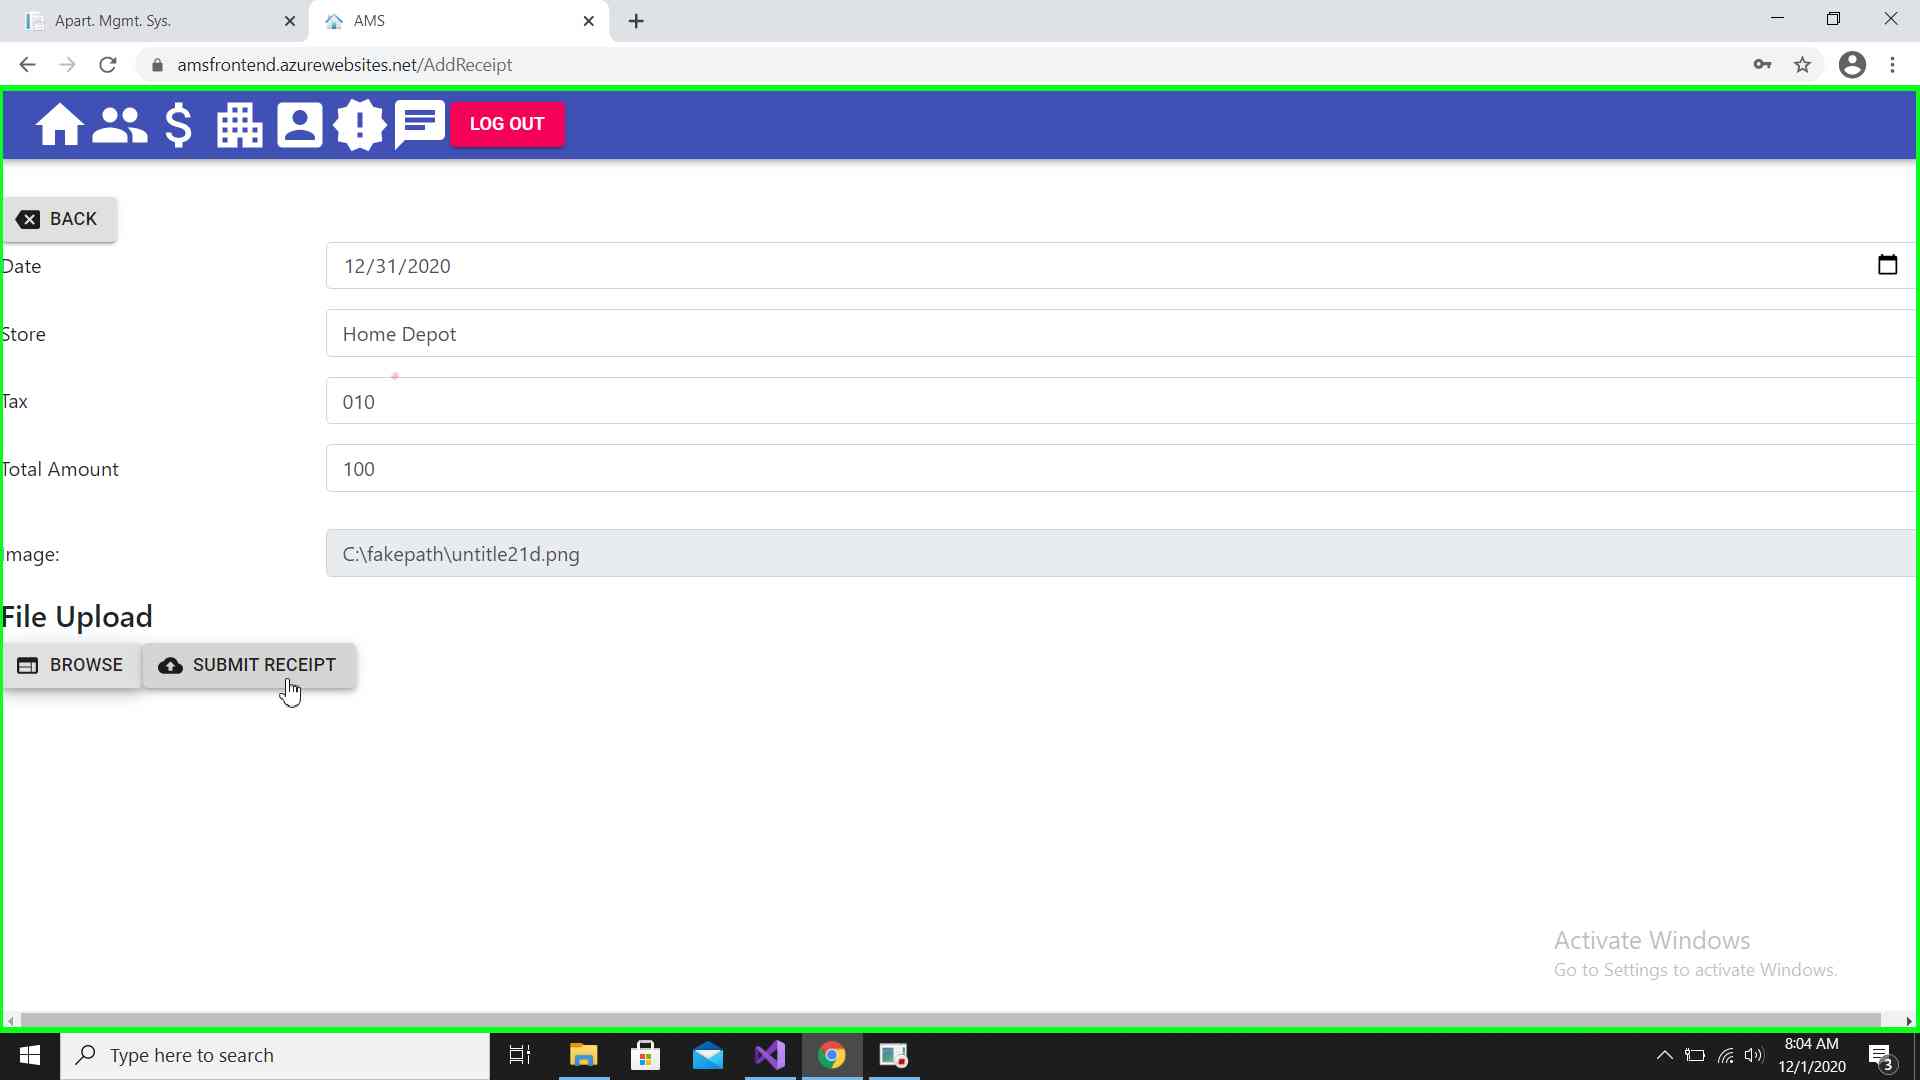 Apart. Mgmt. Sys.
AMS
amsfrontend.azurewebsites.net/AddReceipt
LOG OUT
BACK
Date
12/31/2020
Store
Home Depot
Tax
010
Total Amount
100
Image:
C:\fakepath\untitle21d.png
File Upload
BROWSE
SUBMIT RECEIPT
Activate Windows
Go to Settings to activate Windows.
Type here to search
8:04 AM
12/1/2020
3